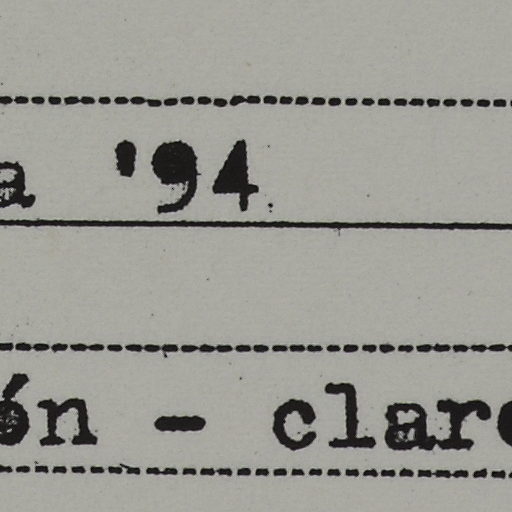 a '94.
ón - clar